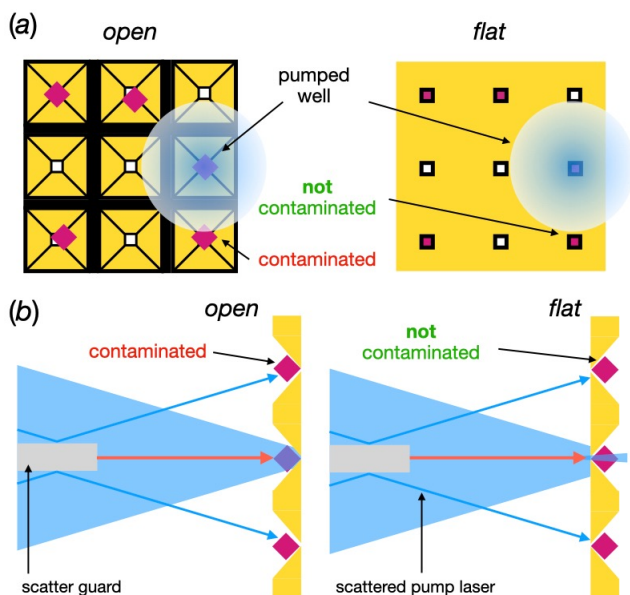 (a)
open
flat
pumped
well
not
contaminated
contaminated
(b)
open
flat
contaminated
not
contaminated
scatter guard
scattered pump laser